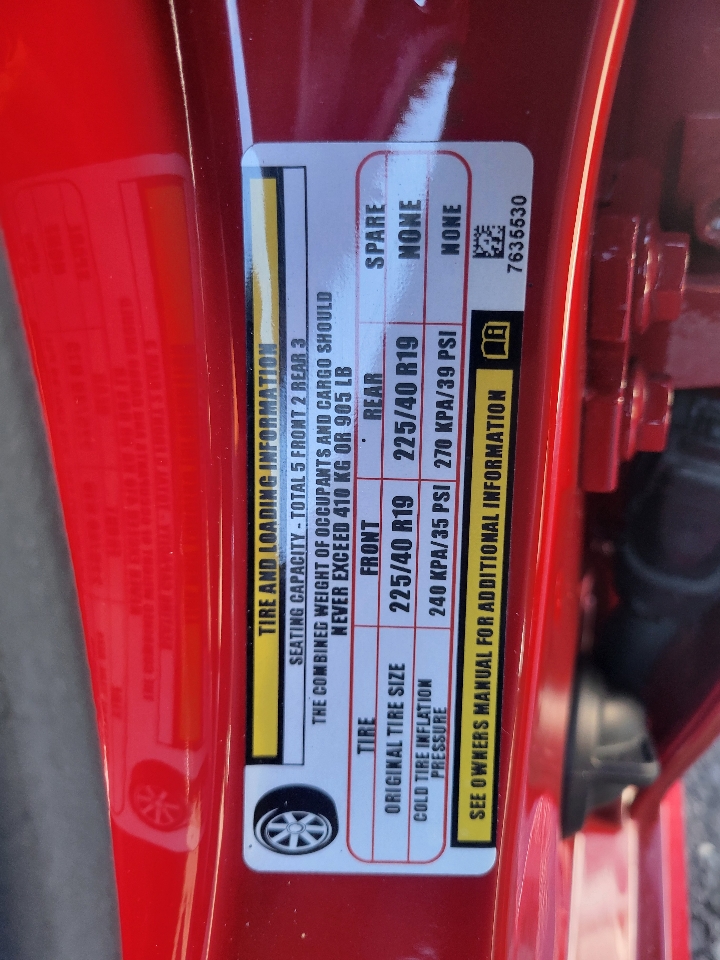 TIRE AND LOADING INFORMATION
SEATING CAPACITY - TOTAL 5 FRONT 2 REAR 3
THE COMBINED WEIGHT OF OCCUPANTS AND CARGO SHOULD
NEVER EXCEED 410 KG OR 905 LB
TIRE FRONT REAR SPARE
ORIGINAL TIRE SIZE 225/40 R19 225/40 R19 NONE
COLD TIRE INFLATION
PRESSURE 240 KPA/35 PSI 270 KPA/39 PSI NONE
SEE OWNERS MANUAL FOR ADDITIONAL INFORMATION
7635530